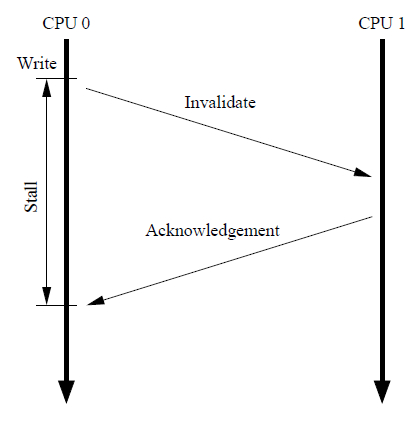 CPU 0
CPU 1
Write
Invalidate
Stall
Acknowledgement